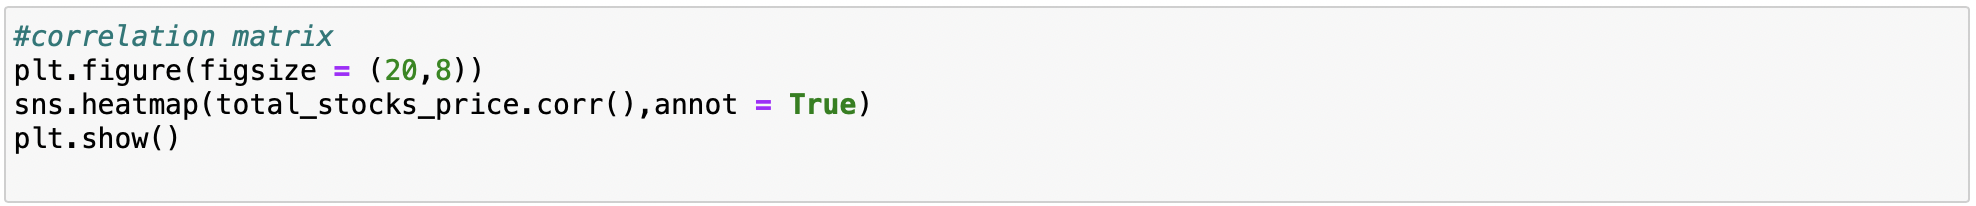 #correlation matrix
plt.figure(figsize = (20,8))
sns.heatmap(total_stocks_price.corr(),annot = True)
plt.show()